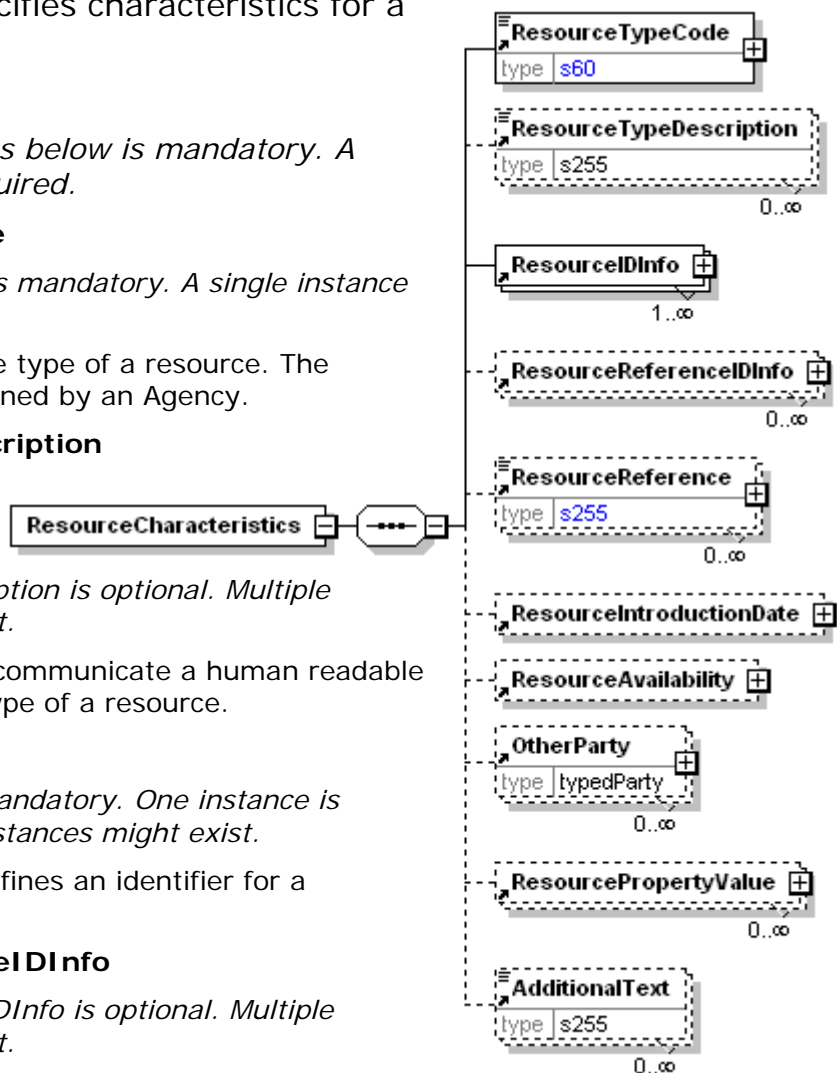 cifies characteristics for a
s below is mandatory. A
uired.
e
s mandatory. A single instance
e type of a resource. The
ned by an Agency.
cription
ption is optional. Multiple
t.
communicate a human readable
ype of a resource.
andatory. One instance is
stances might exist.
fines an identifier for a
eIDInfo
DInfo is optional. Multiple
t.
ResourceCharacteristics
ResourceTypeCode
type s60
ResourceTypeDescription
type s255
0..∞
ResourceIDInfo
1..∞
ResourceReferenceIDInfo
0..∞
ResourceReference
type s255
0..∞
ResourceIntroductionDate
ResourceAvailability
OtherParty
type typedParty
0..∞
ResourcePropertyValue
0..∞
AdditionalText
type s255
0..∞